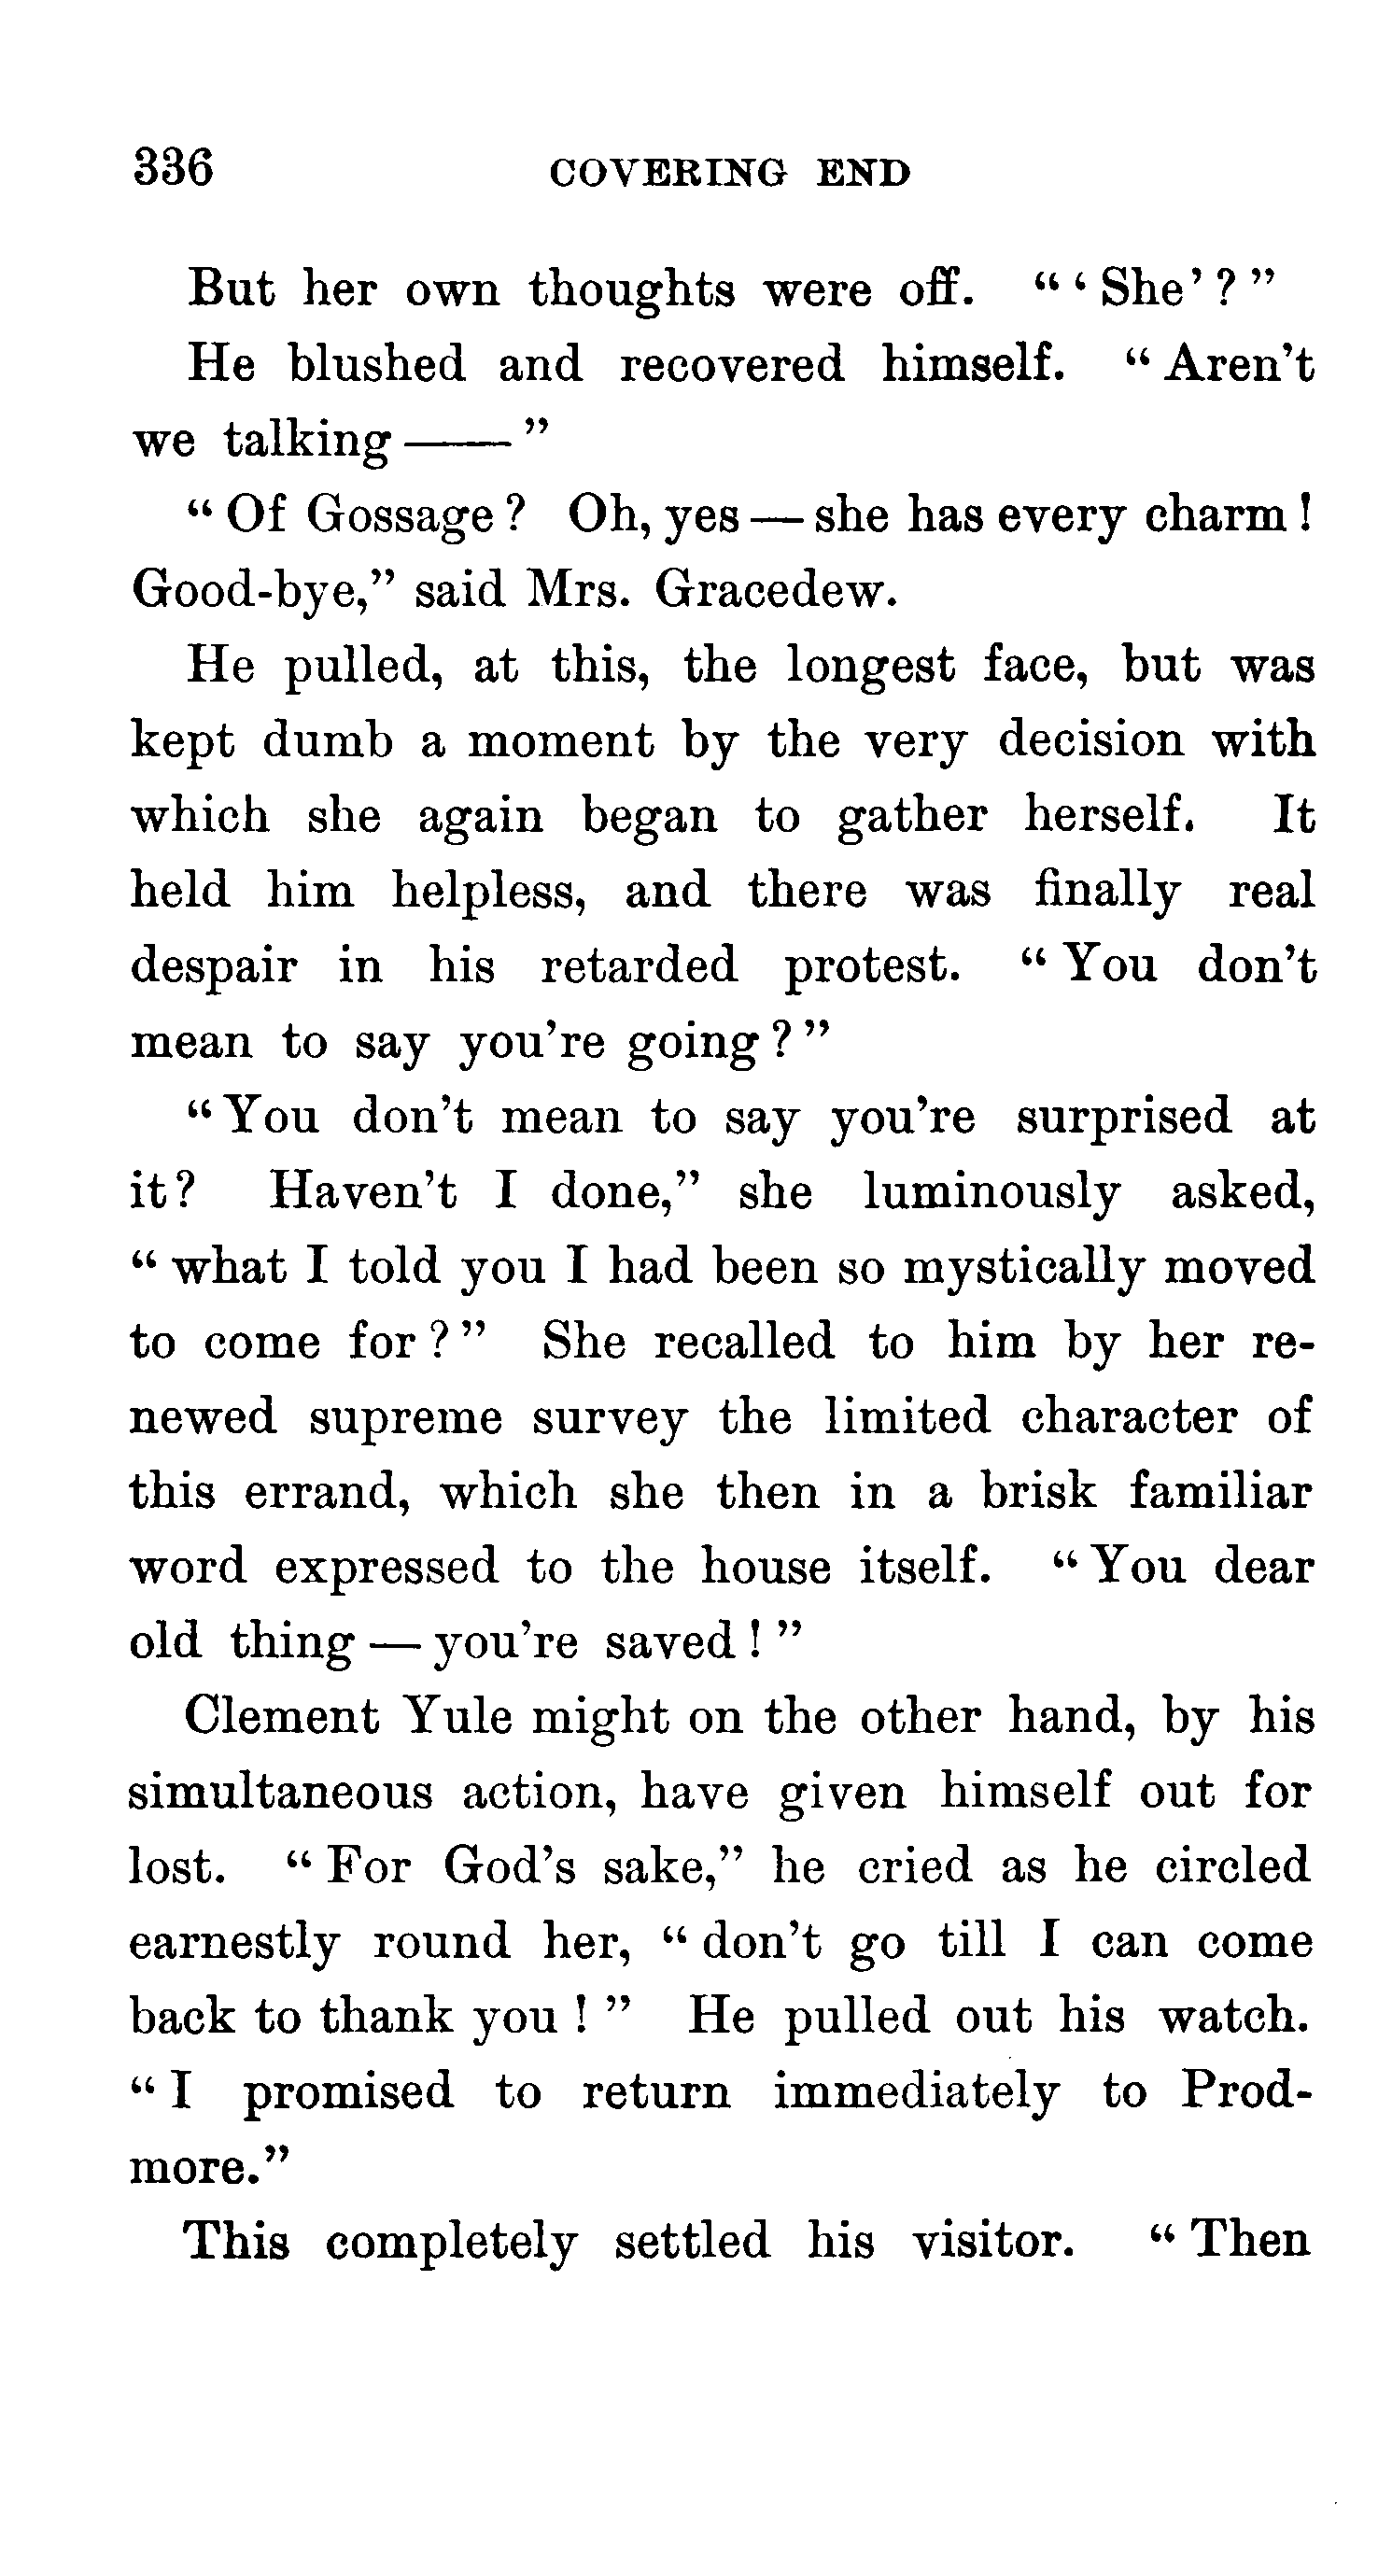 336 COVERING END
But her own thoughts were off. “ ‘ She’ ? ”
He blushed and recovered himself. “ Aren’t
we talking —— ”
“ Of Gossage ? Oh, yes — she has every charm !
Good-bye,” said Mrs. Gracedew.
He pulled, at this, the longest face, but was
kept dumb a moment by the very decision with
which she again began to gather herself. It
held him helpless, and there was finally real
despair in his retarded protest. “ You don’t
mean to say you’re going ? ”
“ You don’t mean to say you’re surprised at
it ? Haven’t I done,” she luminously asked,
“ what I told you I had been so mystically moved
to come for ? ” She recalled to him by her re-
newed supreme survey the limited character of
this errand, which she then in a brisk familiar
word expressed to the house itself. “ You dear
old thing — you’re saved ! ”
Clement Yule might on the other hand, by his
simultaneous action, have given himself out for
lost. “ For God’s sake,” he cried as he circled
earnestly round her, “ don’t go till I can come
back to thank you ! ” He pulled out his watch.
“ I promised to return immediately to Prod-
more.”
This completely settled his visitor. “ Then